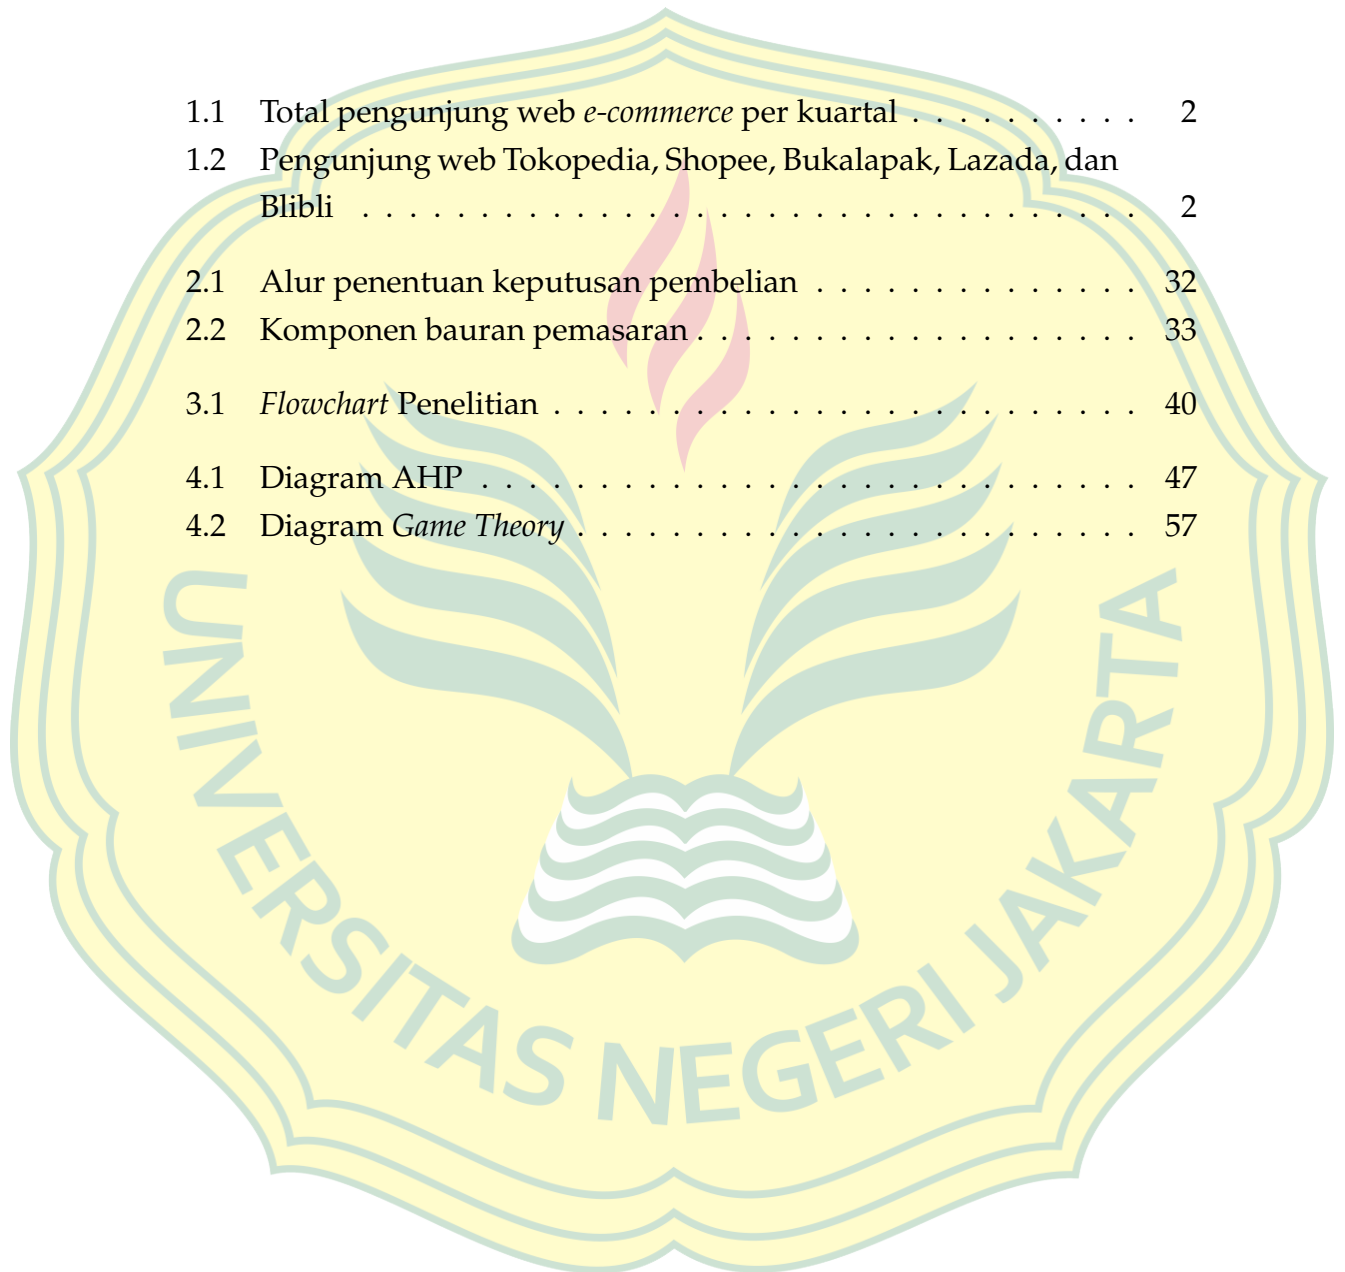 1.1 Total pengunjung web e-commerce per kuartal . . . . . . . . . . 2
1.2 Pengunjung web Tokopedia, Shopee, Bukalapak, Lazada, dan
Blibli . . . . . . . . . . . . . . . . . . . . . . . . . . . . . . . . . 2
2.1 Alur penentuan keputusan pembelian . . . . . . . . . . . . . . 32
2.2 Komponen bauran pemasaran . . . . . . . . . . . . . . . . . . . 33
3.1 Flowchart Penelitian . . . . . . . . . . . . . . . . . . . . . . . . . 40
4.1 Diagram AHP . . . . . . . . . . . . . . . . . . . . . . . . . . . . 47
4.2 Diagram Game Theory . . . . . . . . . . . . . . . . . . . . . . . . 57
UNIVERSITAS NEGERI JAKARTA